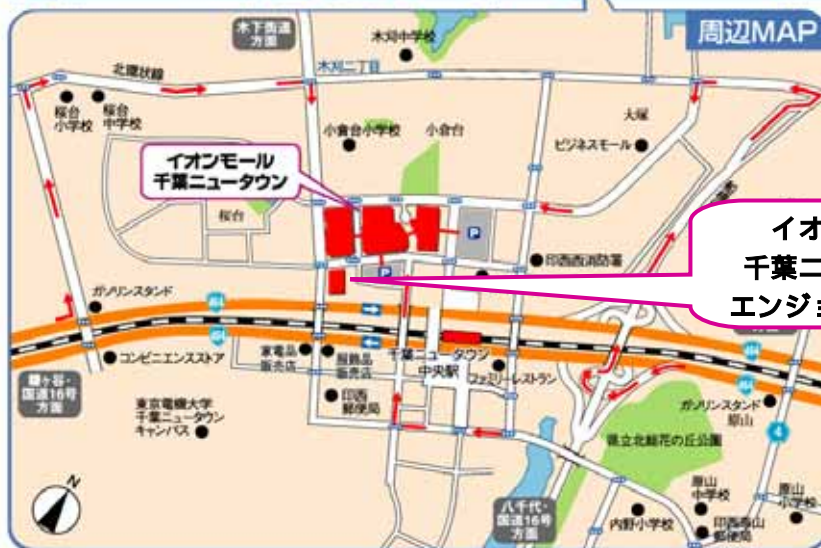 周辺MAP
木下街道
方面
木刈中学校
北環状線
木刈二丁目
桜台
小学校
桜台
中学校
小倉台小学校
小倉台
大塚
ビジネスモール
イオンモール
千葉ニュータウン
桜台
P
P
印西西消防署
イオ
千葉ニ
エンジョ
ガソリンスタンド
464
464
464
464
コンビニエンスストア
家電品
販売店
服飾品
販売店
千葉ニュータウン
中央駅
ファミリーレストラン
鎌ヶ谷・
国道16号
方面
東京電機大学
千葉ニュータウン
キャンパス
印西
郵便局
ガソリンスタンド
原山
4
県立北総花の丘公園
N
八千代・
国道16号
方面
内野小学校
原山
中学校
原山
小学校
印西原山
郵便局